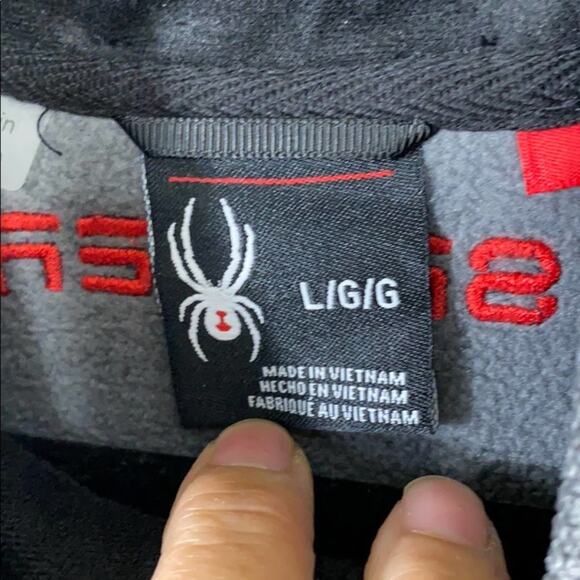 L/G/G
MADE IN VIETNAM
HECHO EN VIETNAM
FABRIQUÉ AU VIETNAM